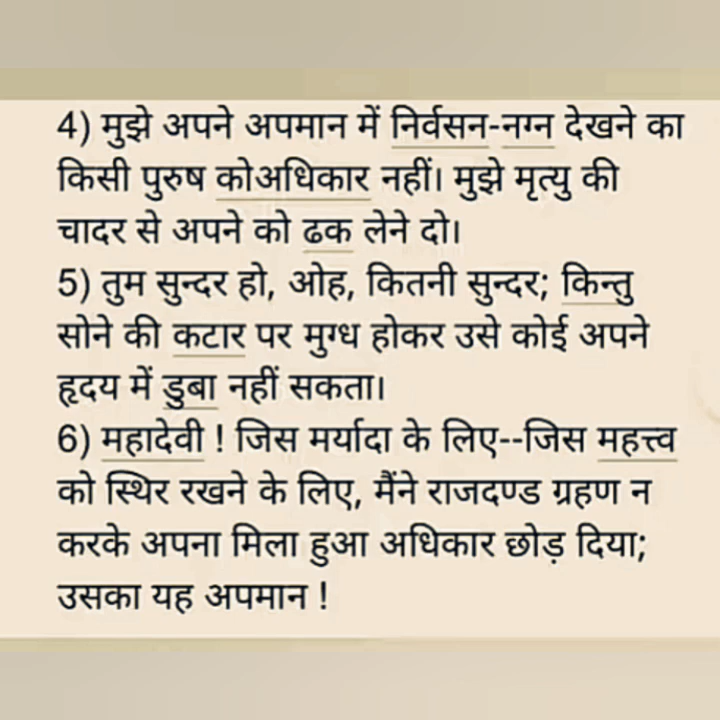 4) मुझे अपने अपमान में निर्वसन-नग्न देखने का
किसी पुरुष कोअधिकार नहीं। मुझे मृत्यु की
चादर से अपने को ढक लेने दो।
5) तुम सुन्दर हो, ओह, कितनी सुन्दर; किन्तु
सोने की कटार पर मुग्ध होकर उसे कोई अपने
हृदय में डुबा नहीं सकता।
6) महादेवी ! जिस मर्यादा के लिए--जिस महत्त्व
को स्थिर रखने के लिए, मैंने राजदण्ड ग्रहण न
करके अपना मिला हुआ अधिकार छोड़ दिया;
उसका यह अपमान !